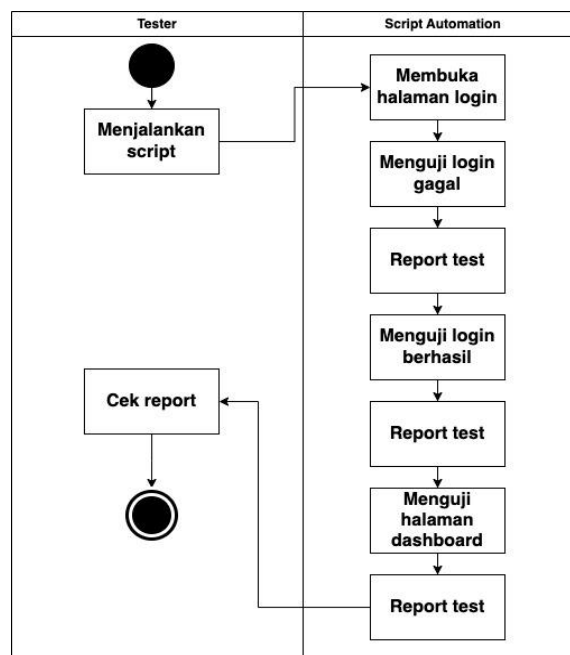 Tester
Script Automation
Menjalankan
script
Membuka
halaman login
Menguji login
gagal
Report test
Menguji login
berhasil
Cek report
Report test
Menguji
halaman
dashboard
Report test